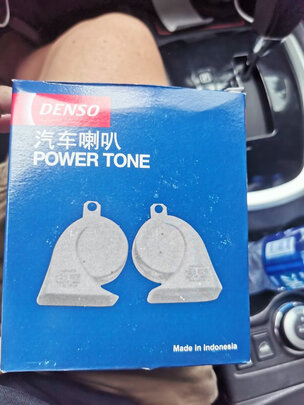 DENSO
汽车喇叭
POWER TONE
Made in Indonesia